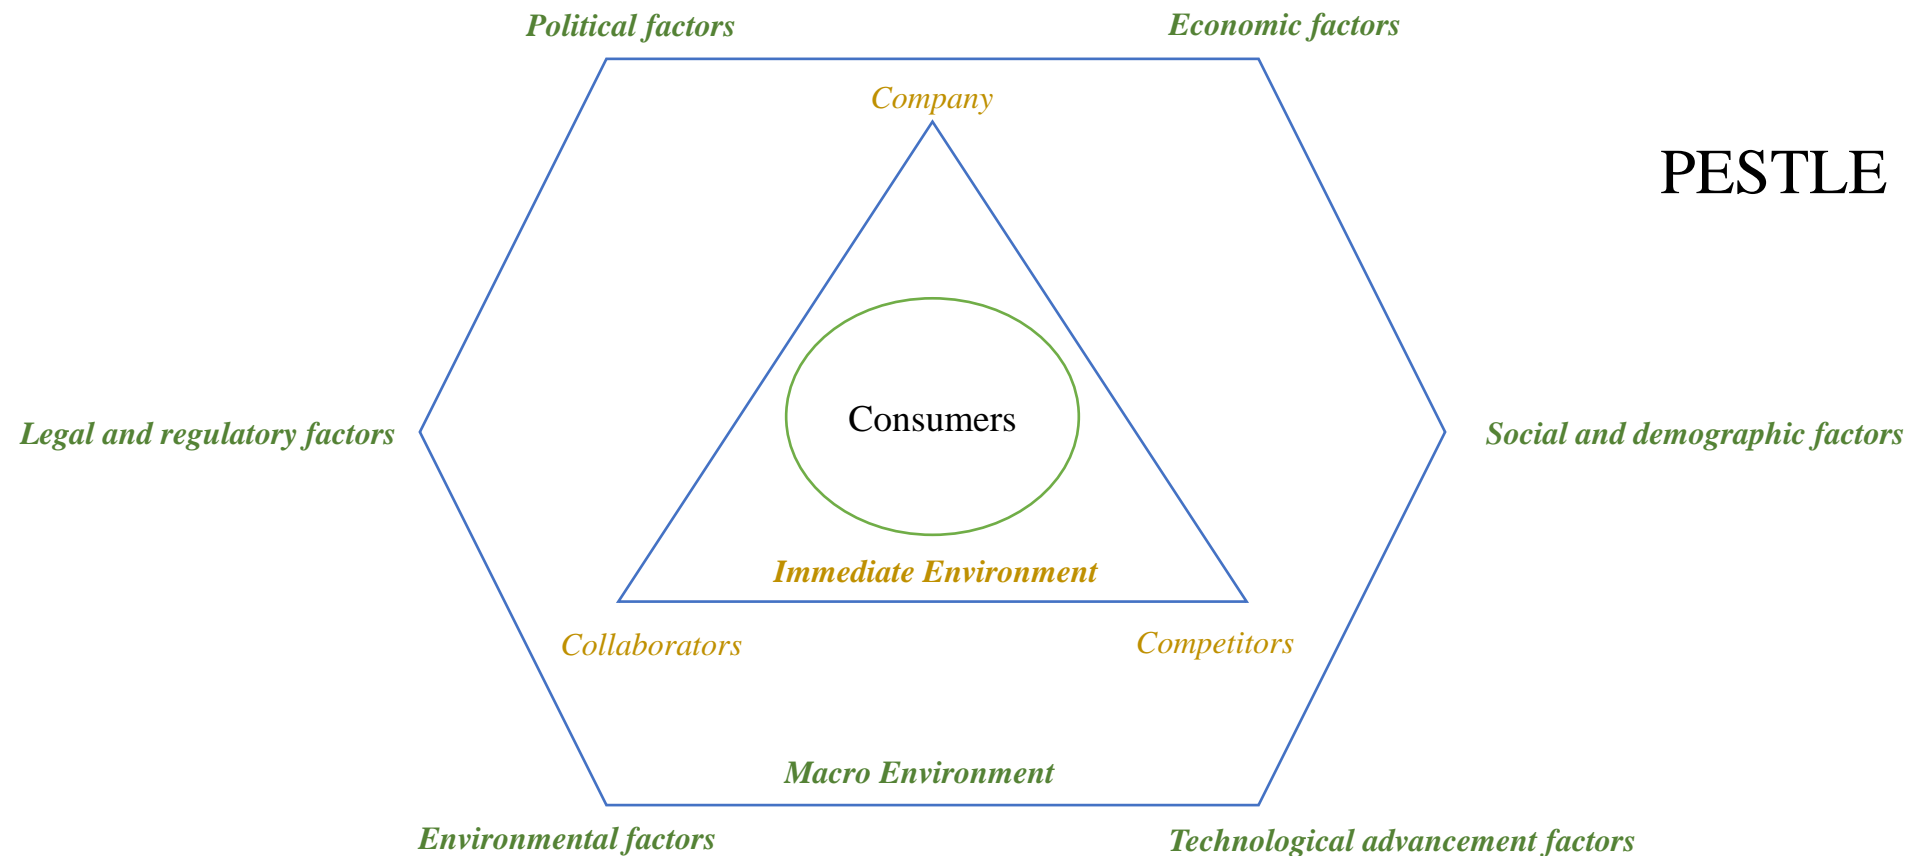 Political factors
Economic factors
Company
PESTLE
Consumers
Legal and regulatory factors
Social and demographic factors
Immediate Environment
Collaborators
Competitors
Macro Environment
Environmental factors
Technological advancement factors